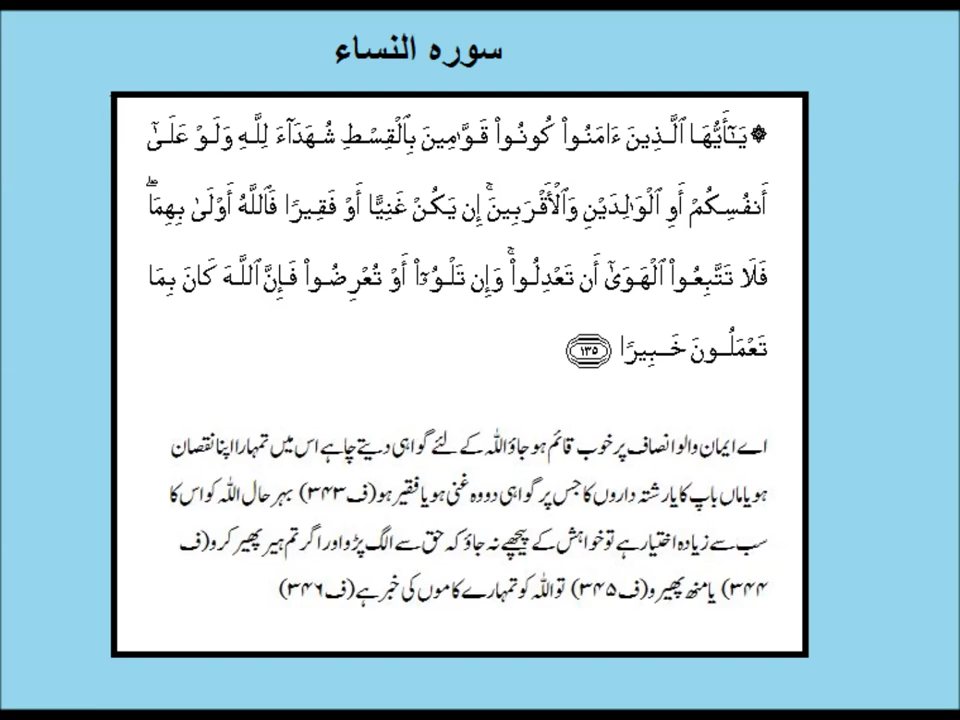 سورہ النساء
۞ يَـٰٓأَيُّهَا ٱلَّذِينَ ءَامَنُوا۟ كُونُوا۟ قَوَّٰمِينَ بِٱلْقِسْطِ شُهَدَآءَ لِلَّهِ وَلَوْ عَلَىٰٓ
أَنفُسِكُمْ أَوِ ٱلْوَٰلِدَيْنِ وَٱلْأَقْرَبِينَ ۚ إِن يَكُنْ غَنِيًّا أَوْ فَقِيرًا فَٱللَّهُ أَوْلَىٰ بِهِمَا ۖ
فَلَا تَتَّبِعُوا۟ ٱلْهَوَىٰٓ أَن تَعْدِلُوا۟ ۚ وَإِن تَلْوُۥٓا۟ أَوْ تُعْرِضُوا۟ فَإِنَّ ٱللَّهَ كَانَ بِمَا
تَعْمَلُونَ خَبِيرًا ١٣٥
اے ایمان والو انصاف پر خوب قائم ہو جاؤ اللہ کے لئے گواہی دیتے چاہے اس میں تمہارا اپنا نقصان
ہو یا ماں باپ کا یا رشتہ داروں کا جس پر گواہی دو وہ غنی ہو یا فقیر ہو (ف ۳۴۳) بہر حال اللہ کو اس کا
سب سے زیادہ اختیار ہے تو خواہش کے پیچھے نہ جاؤ کہ حق سے الگ پڑو اور اگر تم ہیر پھیر کرو (ف
۳۴۴) یا منھ پھیرو (ف ۳۴۵) تو اللہ کو تمہارے کاموں کی خبر ہے (ف ۳۴۶)